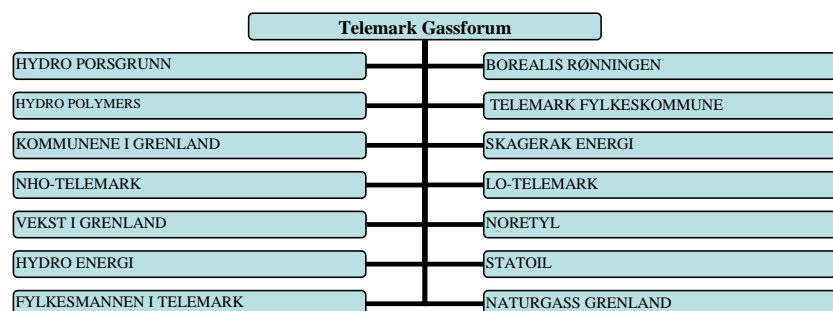 Telemark Gassforum
HYDRO PORSGRUNN
BOREALIS RØNNINGEN
HYDRO POLYMERS
TELEMARK FYLKESKOMMUNE
KOMMUNENE I GRENLAND
SKAGERAK ENERGI
NHO-TELEMARK
LO-TELEMARK
VEKST I GRENLAND
NORETYL
HYDRO ENERGI
STATOIL
FYLKESMANNEN I TELEMARK
NATURGASS GRENLAND